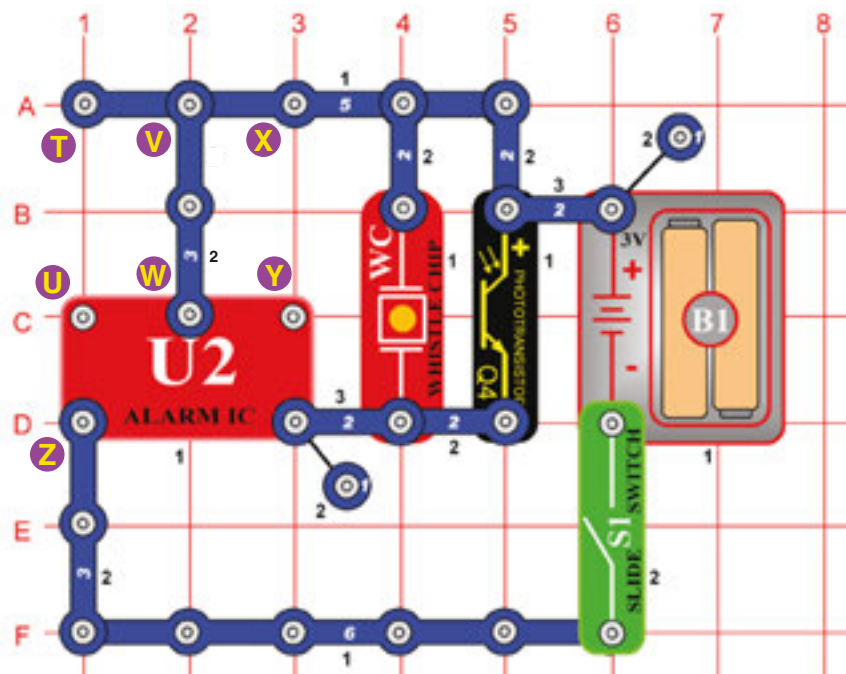 1 2 3 4 5 6 7 8
1
A 5
T V X
2 2 2 2 2 1
3
B 2
WC 3V
U W 3 2 Y 1 + 1 +
C WHISTLE CHIP PHOTOTRANSISTOR B1
U2
Q4 -
ALARM IC 3
D 2 2
Z 1 2 1
1
2
E SWITCH
S1
3 2 SLIDE 2
F 6
1